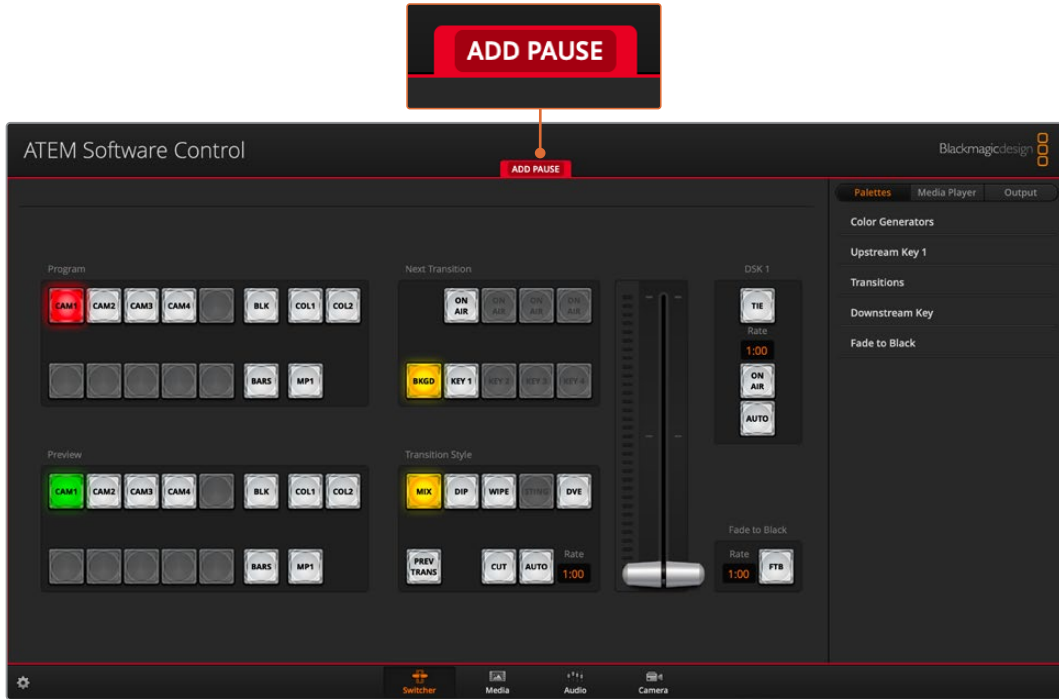 ADD PAUSE
ATEM Software Control
Blackmagicdesign
ADD PAUSE
Palettes Media Player Output
Color Generators
Upstream Key 1
Transitions
Downstream Key
Fade to Black
Program
CAM1 CAM2 CAM3 CAM4 BLK COL1 COL2
BARS MP1
Next Transition
ON AIR ON AIR ON AIR ON AIR
BKGD KEY 1 KEY 2 KEY 3 KEY 4
DSK 1
TIE
Rate
1:00
ON AIR
AUTO
Preview
CAM1 CAM2 CAM3 CAM4 BLK COL1 COL2
BARS MP1
Transition Style
MIX DIP WIPE STING DVE
PREV TRANS CUT AUTO Rate 1:00
Fade to Black
Rate
1:00 FTB
Switcher Media Audio Camera